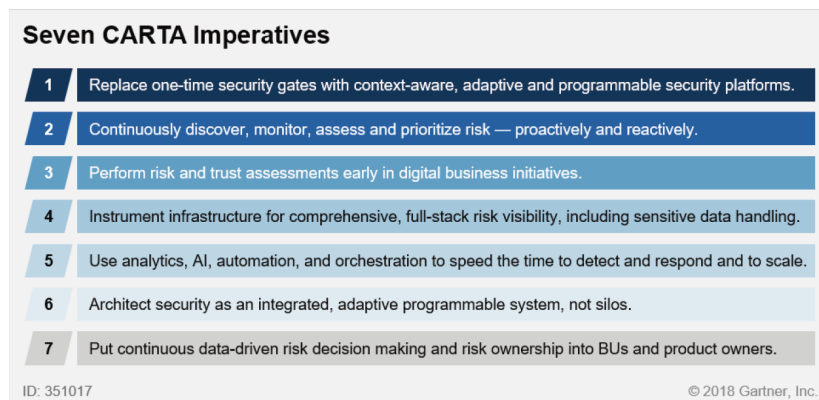 Seven CARTA Imperatives
1 Replace one-time security gates with context-aware, adaptive and programmable security platforms.
2 Continuously discover, monitor, assess and prioritize risk — proactively and reactively.
3 Perform risk and trust assessments early in digital business initiatives.
4 Instrument infrastructure for comprehensive, full-stack risk visibility, including sensitive data handling.
5 Use analytics, AI, automation, and orchestration to speed the time to detect and respond and to scale.
6 Architect security as an integrated, adaptive programmable system, not silos.
7 Put continuous data-driven risk decision making and risk ownership into BUs and product owners.
ID: 351017 © 2018 Gartner, Inc.